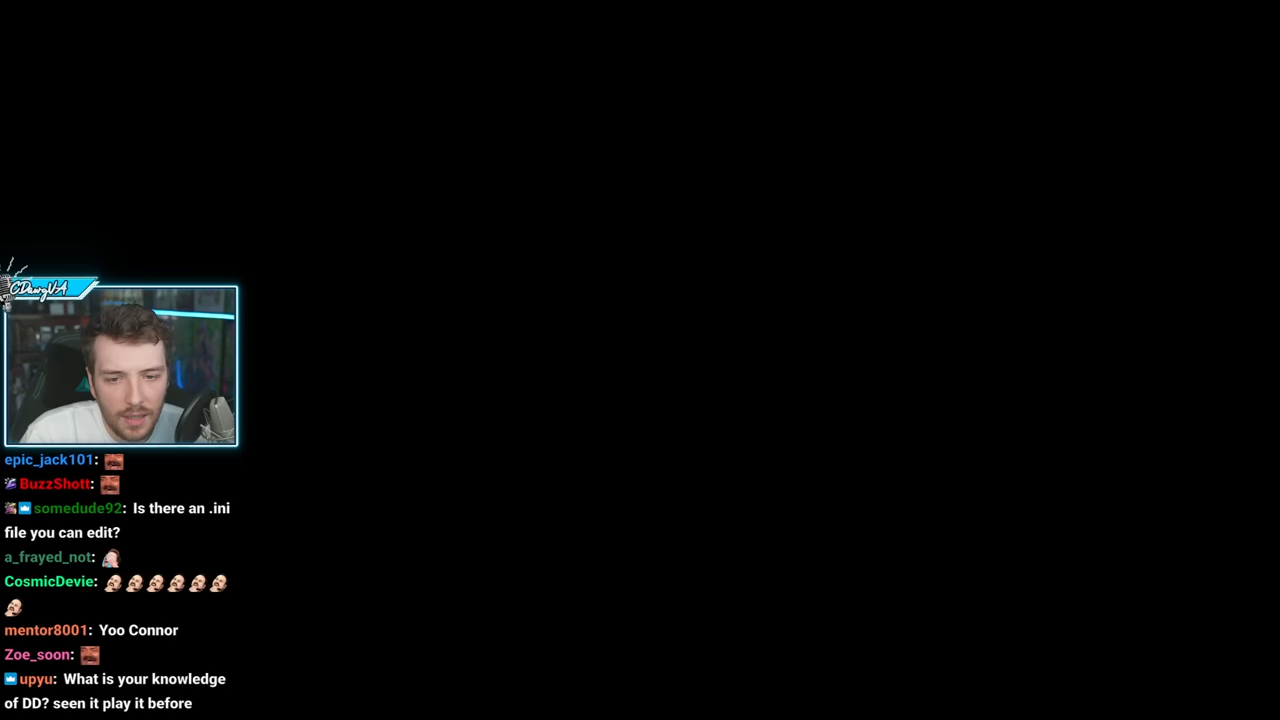 CDawgVA
epic_jack101:
BuzzShott:
somedude92: Is there an .ini
file you can edit?
a_frayed_not:
CosmicDevie:
mentor8001: Yoo Connor
Zoe_soon:
upyu: What is your knowledge
of DD? seen it play it before